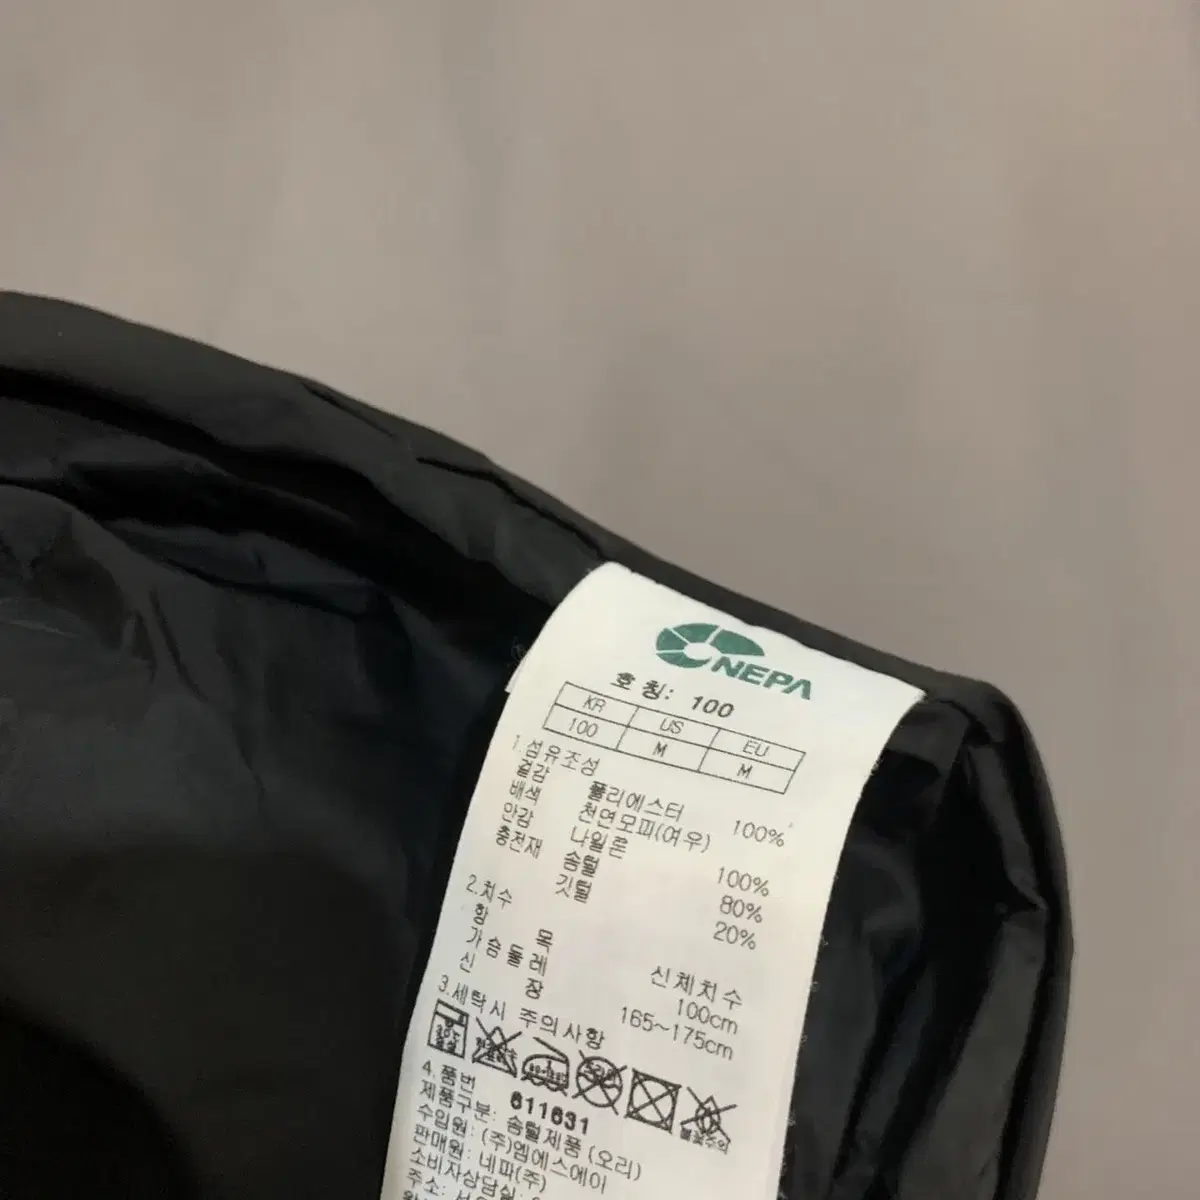 NEPA
호 칭: 100
KR US EU
100 M M
1.섬유조성
겉감 폴리에스터 100%
배색 천연모피(여우)
안감 나일론 100%
충전재 솜털 80%
깃털 20%
2.치수
항 목 신체치수
가슴둘레 100cm
신 장 165~175cm
3.세탁시 주의사항
4.품번 611631
제품구분: 솜털제품 (오리)
수입원: (주)엠에스에이
판매원: 네파(주)
소비자상담실:
주소: